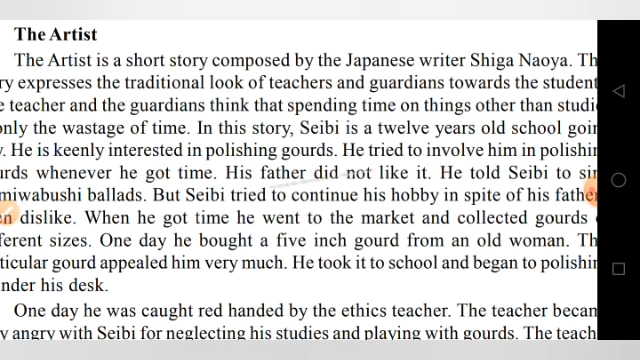 The Artist
The Artist is a short story composed by the Japanese writer Shiga Naoya. Th
ry expresses the traditional look of teachers and guardians towards the student
e teacher and the guardians think that spending time on things other than studi
only the wastage of time. In this story, Seibi is a twelve years old school goin
. He is keenly interested in polishing gourds. He tried to involve him in polishin
urds whenever he got time. His father did not like it. He told Seibi to sin
miwabushi ballads. But Seibi tried to continue his hobby in spite of his father
en dislike. When he got time he went to the market and collected gourds
ferent sizes. One day he bought a five inch gourd from an old woman. Th
ticular gourd appealed him very much. He took it to school and began to polishin
nder his desk.
One day he was caught red handed by the ethics teacher. The teacher becam
y angry with Seibi for neglecting his studies and playing with gourds. The teach